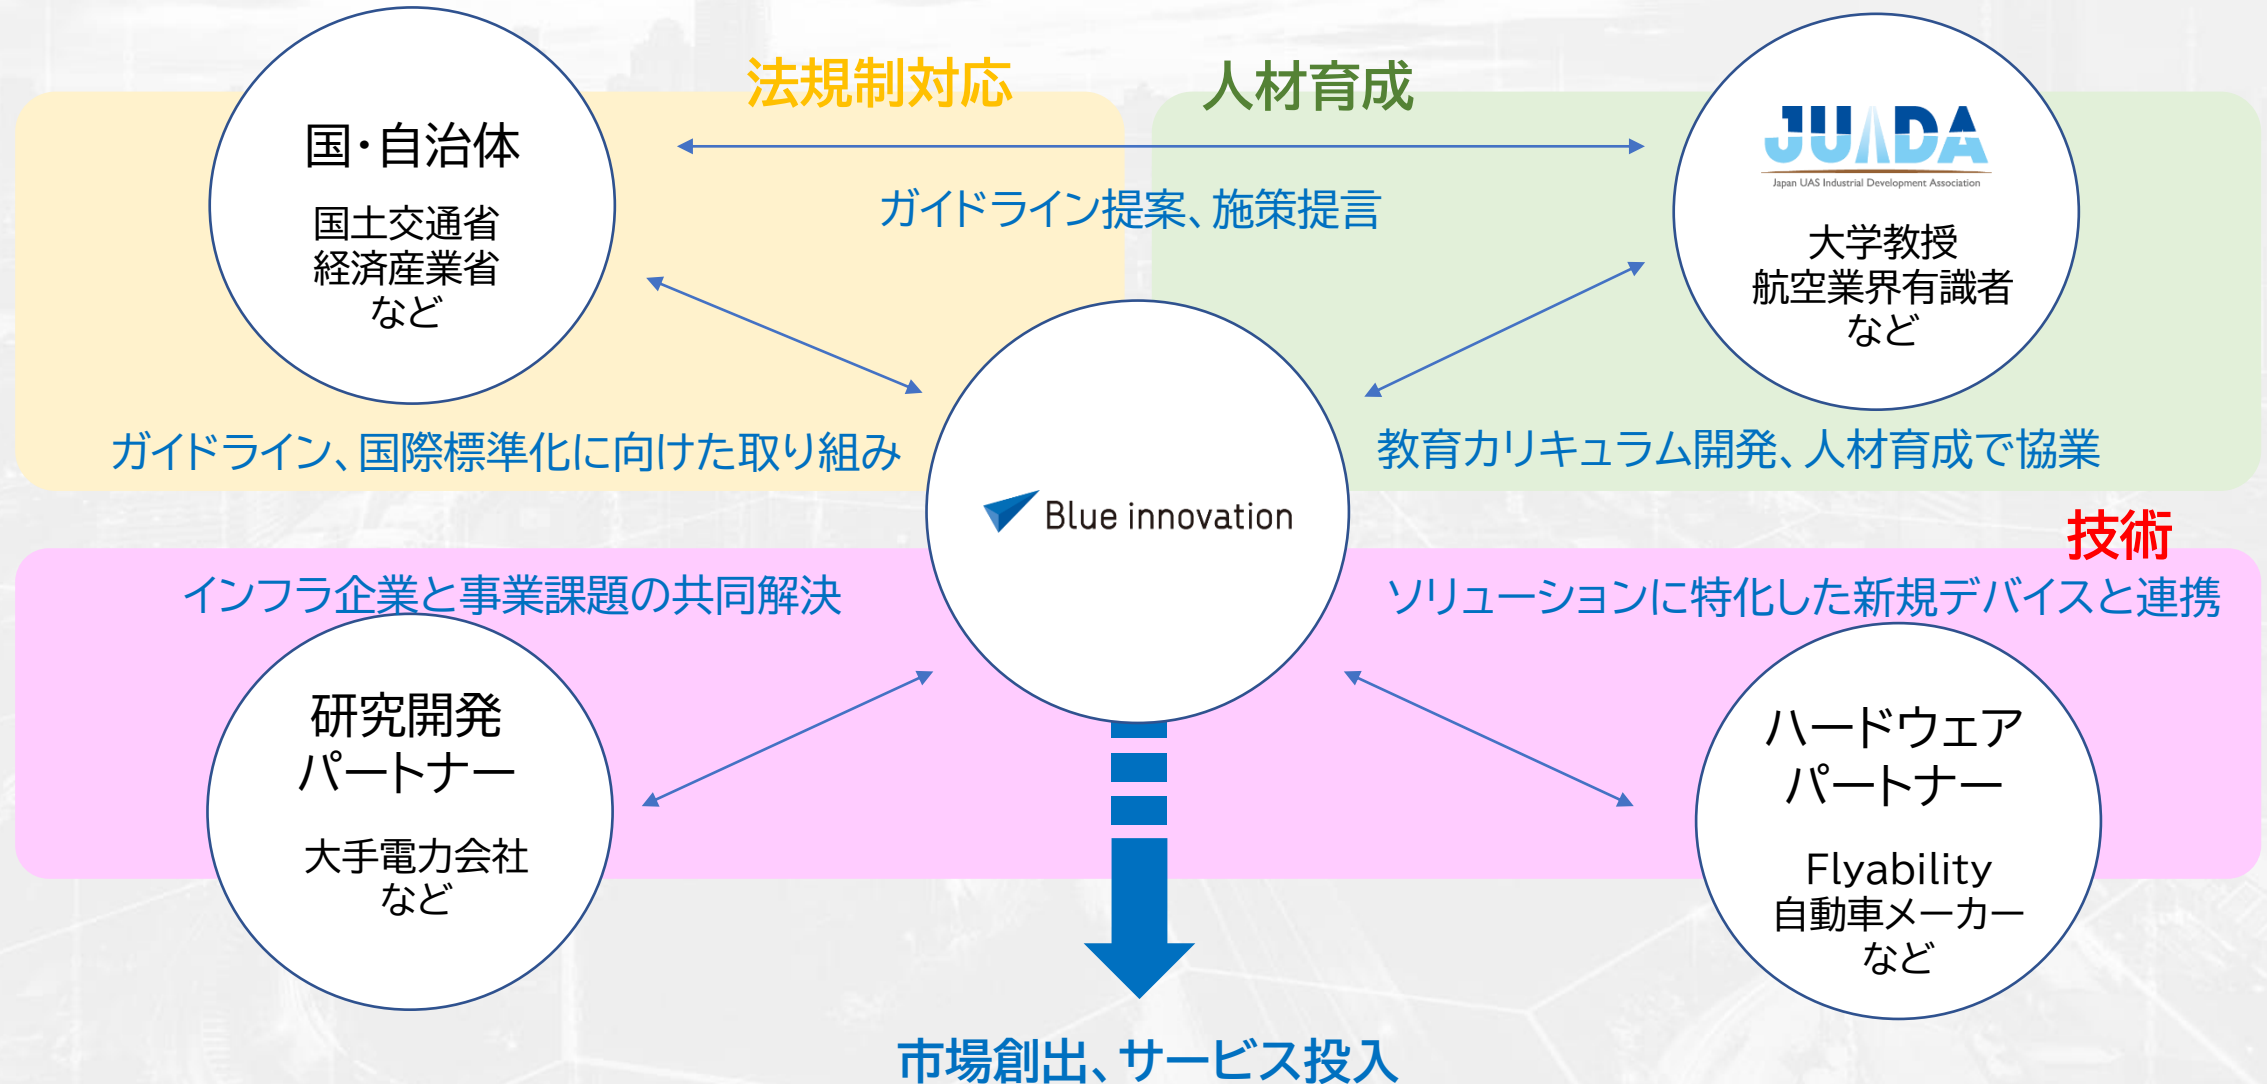 法規制対応
人材育成
国・自治体
国土交通省
経済産業省
など
JUIDA
Japan UAS Industrial Development Association
大学教授
航空業界有識者
など
ガイドライン提案、施策提言
ガイドライン、国際標準化に向けた取り組み
教育カリキュラム開発、人材育成で協業
Blue innovation
技術
インフラ企業と事業課題の共同解決
ソリューションに特化した新規デバイスと連携
研究開発
パートナー
大手電力会社
など
ハードウェア
パートナー
Flyability
自動車メーカー
など
市場創出、サービス投入